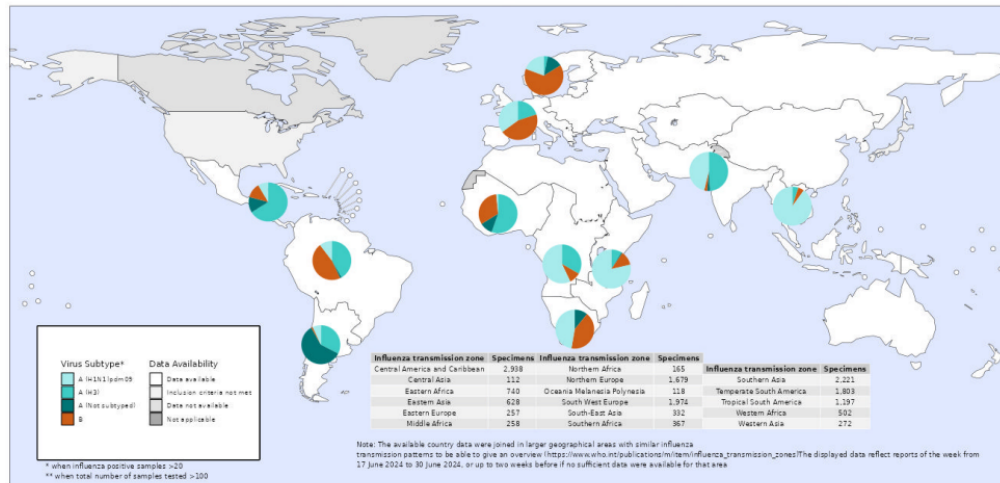 Virus Subtype*
A (H1N1)pdm09
A (H3)
A (Not subtyped)
B
Data Availability
Data available
Inclusion criteria not met
Data not available
Not applicable
* when influenza positive samples >20
** when total number of samples tested >100
Influenza transmission zone Specimens Influenza transmission zone Specimens
Central America and Caribbean 2,938 Northern Africa 165
Central Asia 112 Northern Europe 1,679
Eastern Africa 740 Oceania Melanesia Polynesia 118
Eastern Asia 628 South West Europe 1,974
Eastern Europe 257 South-East Asia 332
Middle Africa 258 Southern Africa 367
Influenza transmission zone Specimens
Southern Asia 2,221
Temperate South America 1,803
Tropical South America 1,197
Western Africa 502
Western Asia 272
Note: The available country data were joined in larger geographical areas with similar influenza
transmission patterns to be able to give an overview (https://www.who.int/publications/m/item/influenza_transmission_zones)The displayed data reflect reports of the week from
17 June 2024 to 30 June 2024, or up to two weeks before if no sufficient data were available for that area